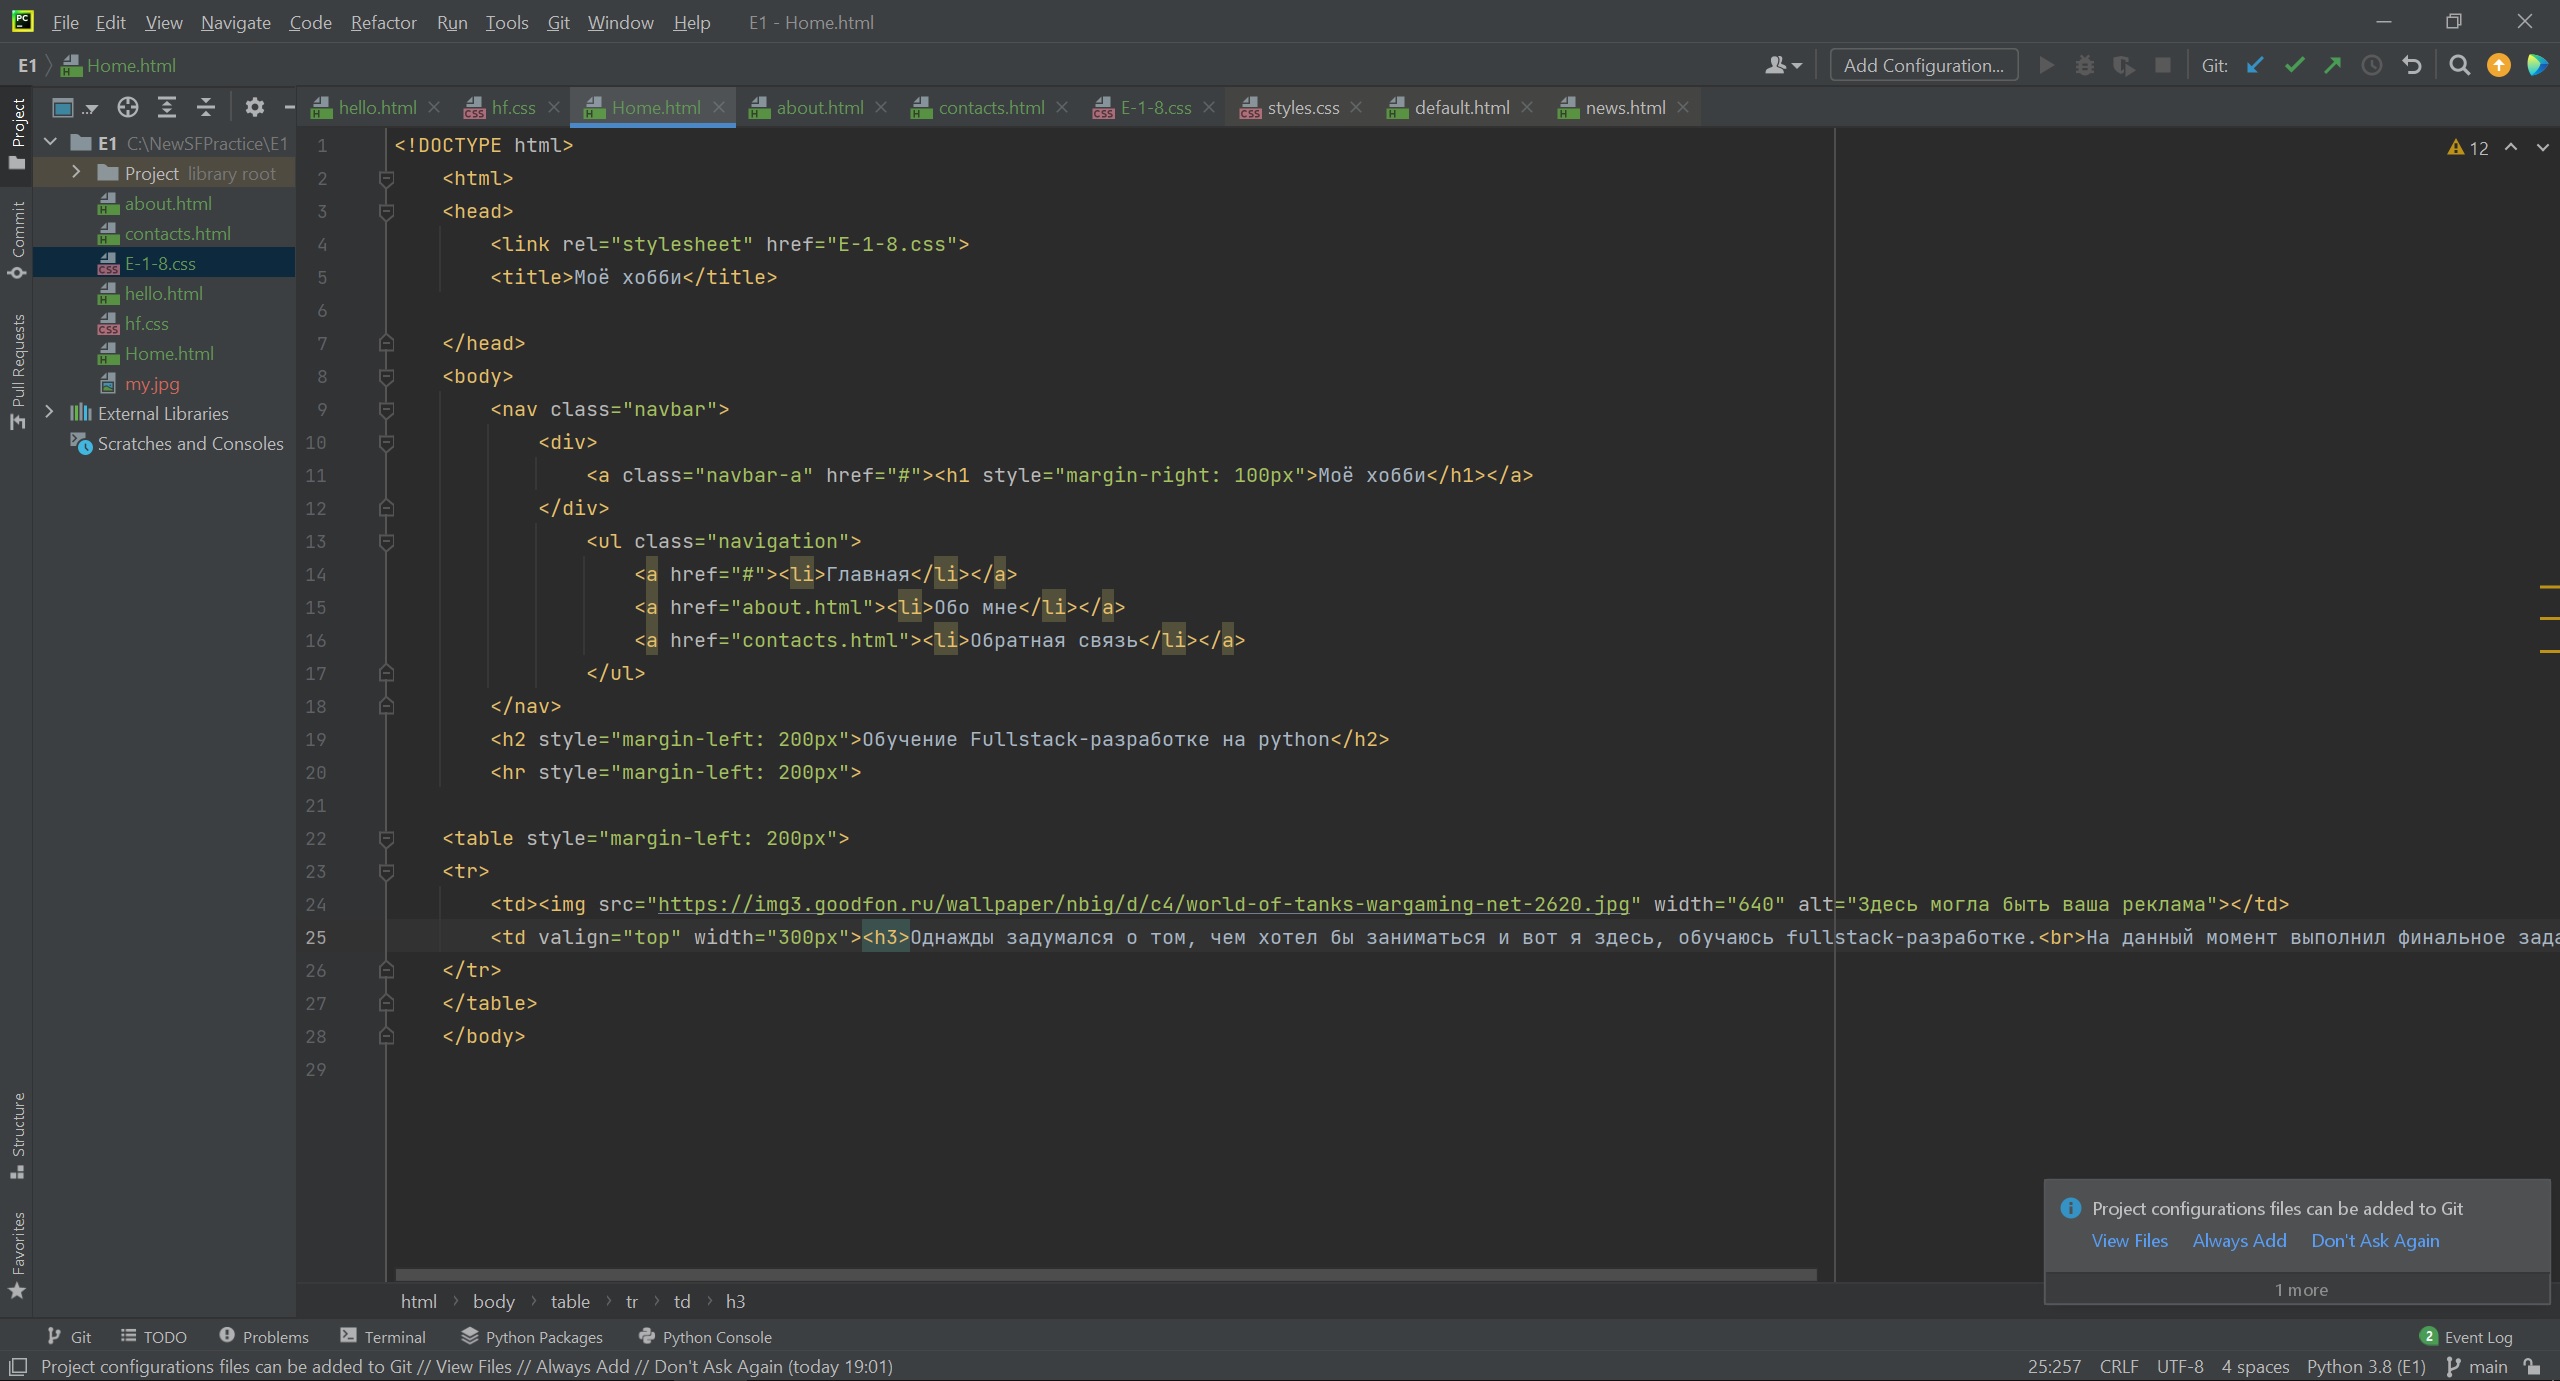 File Edit View Navigate Code Refactor Run Tools Git Window Help E1 - Home.html
E1 Home.html
Add Configuration...
Git:
Project
Commit
Pull Requests
Structure
Favorites
...
E1 C:\NewSFPractice\E1
Project library root
about.html
contacts.html
E-1-8.css
hello.html
hf.css
Home.html
my.jpg
External Libraries
Scratches and Consoles
hello.html hf.css Home.html about.html contacts.html E-1-8.css styles.css default.html news.html
12
1 <!DOCTYPE html>
2 <html>
3 <head>
4 <link rel="stylesheet" href="E-1-8.css">
5 <title>Моё хобби</title>
6
7 </head>
8 <body>
9 <nav class="navbar">
10 <div>
11 <a class="navbar-a" href="#"><h1 style="margin-right: 100px">Моё хобби</h1></a>
12 </div>
13 <ul class="navigation">
14 <a href="#"><li>Главная</li></a>
15 <a href="about.html"><li>Обо мне</li></a>
16 <a href="contacts.html"><li>Обратная связь</li></a>
17 </ul>
18 </nav>
19 <h2 style="margin-left: 200px">Обучение Fullstack-разработке на python</h2>
20 <hr style="margin-left: 200px">
21
22 <table style="margin-left: 200px">
23 <tr>
24 <td><img src="https://img3.goodfon.ru/wallpaper/nbig/d/c4/world-of-tanks-wargaming-net-2620.jpg" width="640" alt="Здесь могла быть ваша реклама"></td>
25 <td valign="top" width="300px"><h3>Однажды задумался о том, чем хотел бы заниматься и вот я здесь, обучаюсь fullstack-разработке.<br>На данный момент выполнил финальное зада
26 </tr>
27 </table>
28 </body>
29
Project configurations files can be added to Git
View Files Always Add Don't Ask Again
1 more
html body table tr td h3
Git TODO Problems Terminal Python Packages Python Console 2 Event Log
Project configurations files can be added to Git // View Files // Always Add // Don't Ask Again (today 19:01) 25:257 CRLF UTF-8 4 spaces Python 3.8 (E1) main